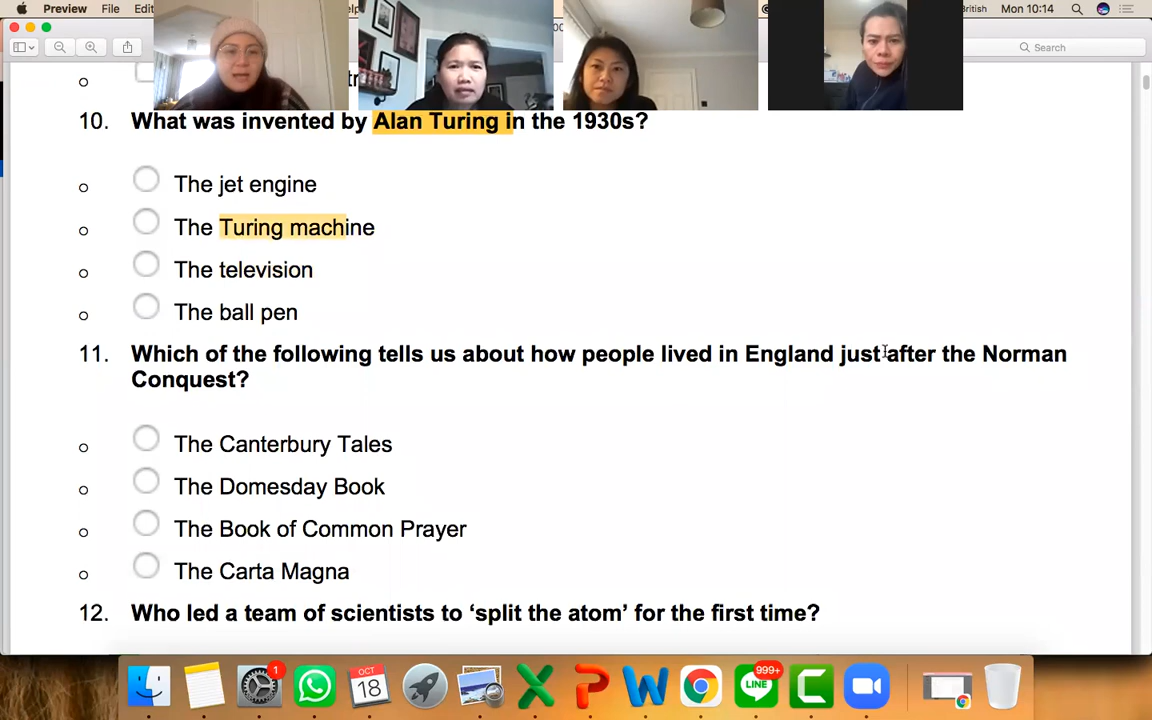 Preview File Edi
British Mon 10:14
Search
10. What was invented by Alan Turing in the 1930s?
The jet engine
The Turing machine
The television
The ball pen
11. Which of the following tells us about how people lived in England just after the Norman
Conquest?
The Canterbury Tales
The Domesday Book
The Book of Common Prayer
The Carta Magna
12. Who led a team of scientists to ‘split the atom’ for the first time?
1
OCT
18
999+
LINE